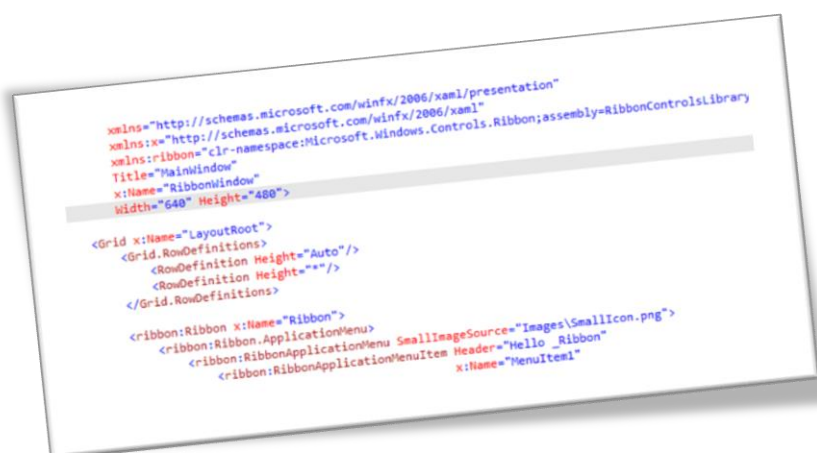 xmlns="http://schemas.microsoft.com/winfx/2006/xaml/presentation"
xmlns:x="http://schemas.microsoft.com/winfx/2006/xaml"
xmlns:ribbon="clr-namespace:Microsoft.Windows.Controls.Ribbon;assembly=RibbonControlsLibrary
Title="MainWindow"
x:Name="RibbonWindow"
Width="640" Height="480">
<Grid x:Name="LayoutRoot">
<Grid.RowDefinitions>
<RowDefinition Height="Auto"/>
<RowDefinition Height="*"/>
</Grid.RowDefinitions>
<ribbon:Ribbon x:Name="Ribbon">
<ribbon:Ribbon.ApplicationMenu>
<ribbon:RibbonApplicationMenu SmallImageSource="Images\SmallIcon.png">
<ribbon:RibbonApplicationMenuItem Header="Hello _Ribbon"
x:Name="MenuItem1"